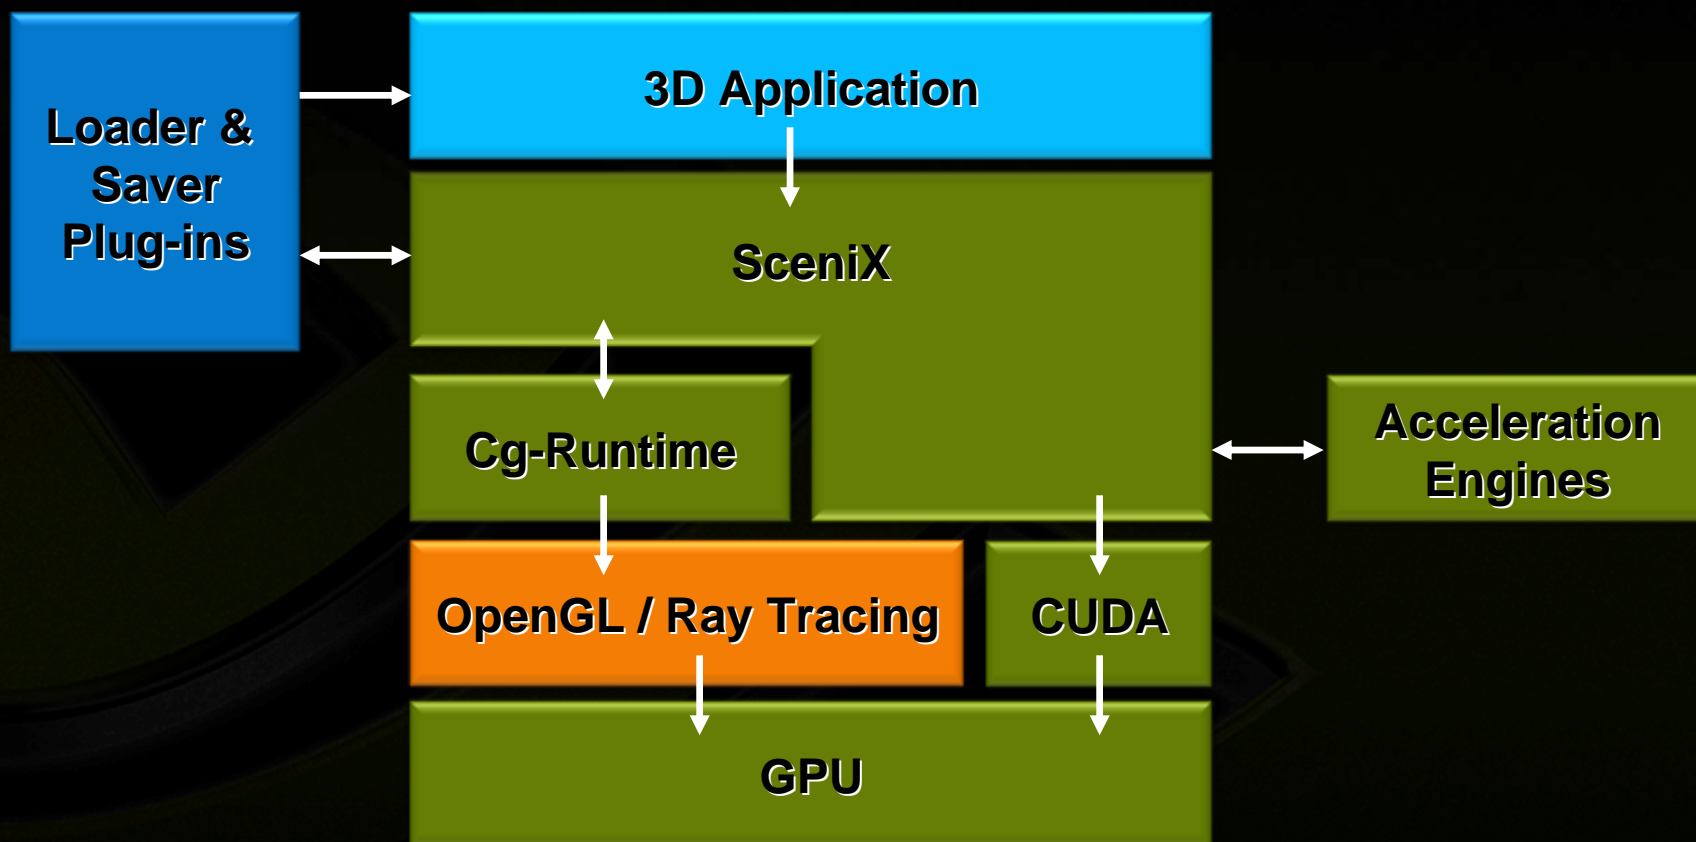 Loader &
Saver
Plug-ins
3D Application
SceniX
Cg-Runtime
Acceleration
Engines
OpenGL / Ray Tracing
CUDA
GPU